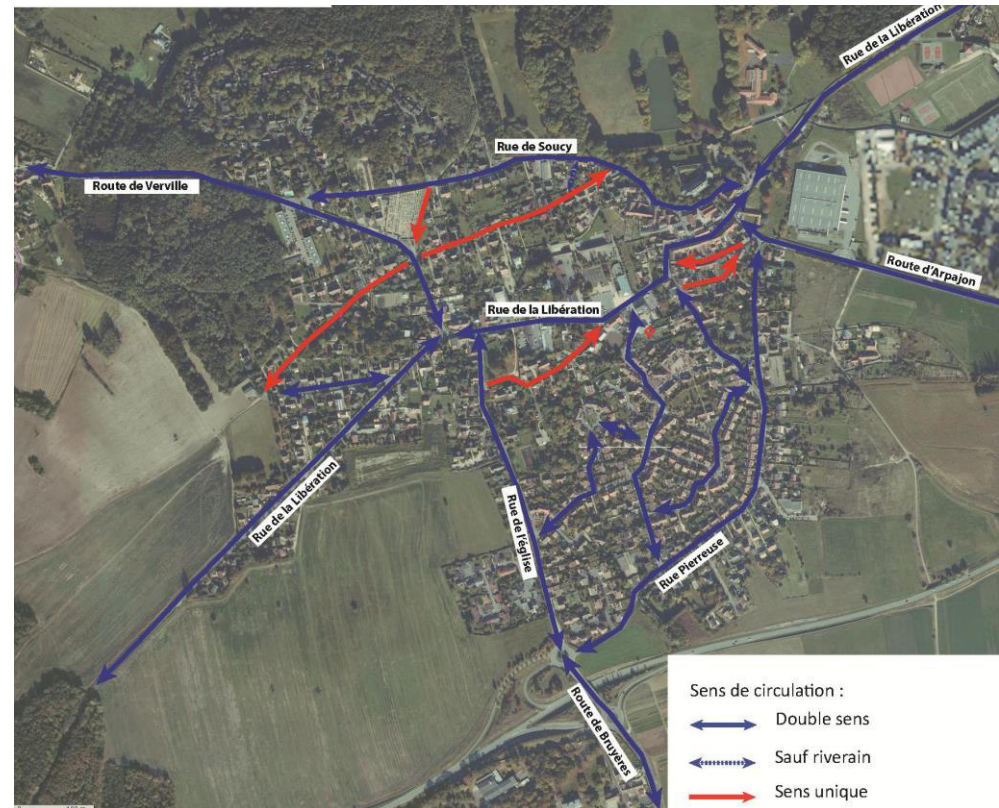 Rue de la Libération
Rue de Soucy
Route de Verville
Route d'Arpajon
Rue de la Libération
Rue de la Libération
Rue de l'église
Rue Pierreuse
Route de Bruyères
Sens de circulation :
Double sens
Sauf riverain
Sens unique